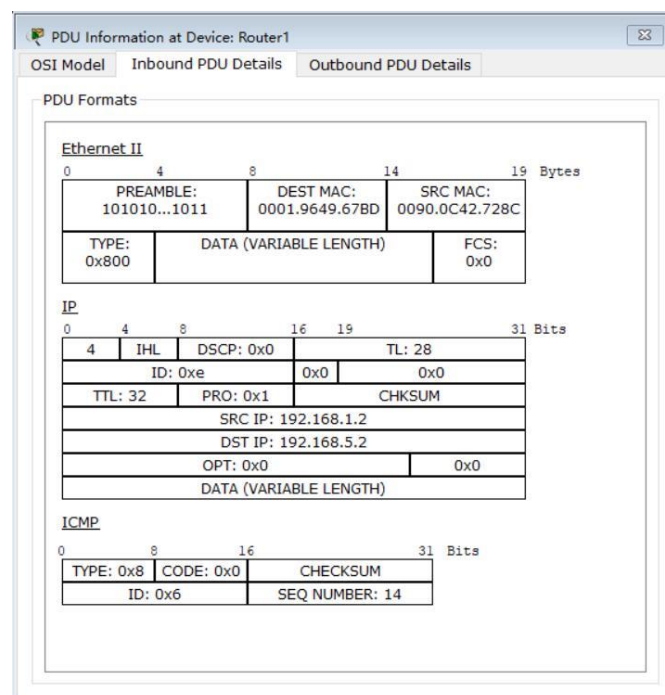 PDU Information at Device: Router1
OSI Model Inbound PDU Details Outbound PDU Details
PDU Formats
Ethernet II
0 4 8 14 19 Bytes
PREAMBLE: DEST MAC: SRC MAC:
101010...1011 0001.9649.67BD 0090.0C42.728C
TYPE: DATA (VARIABLE LENGTH) FCS:
0x800 0x0
IP
0 4 8 16 19 31 Bits
4 IHL DSCP: 0x0 TL: 28
ID: 0xe 0x0 0x0
TTL: 32 PRO: 0x1 CHKSUM
SRC IP: 192.168.1.2
DST IP: 192.168.5.2
OPT: 0x0 0x0
DATA (VARIABLE LENGTH)
ICMP
0 8 16 31 Bits
TYPE: 0x8 CODE: 0x0 CHECKSUM
ID: 0x6 SEQ NUMBER: 14